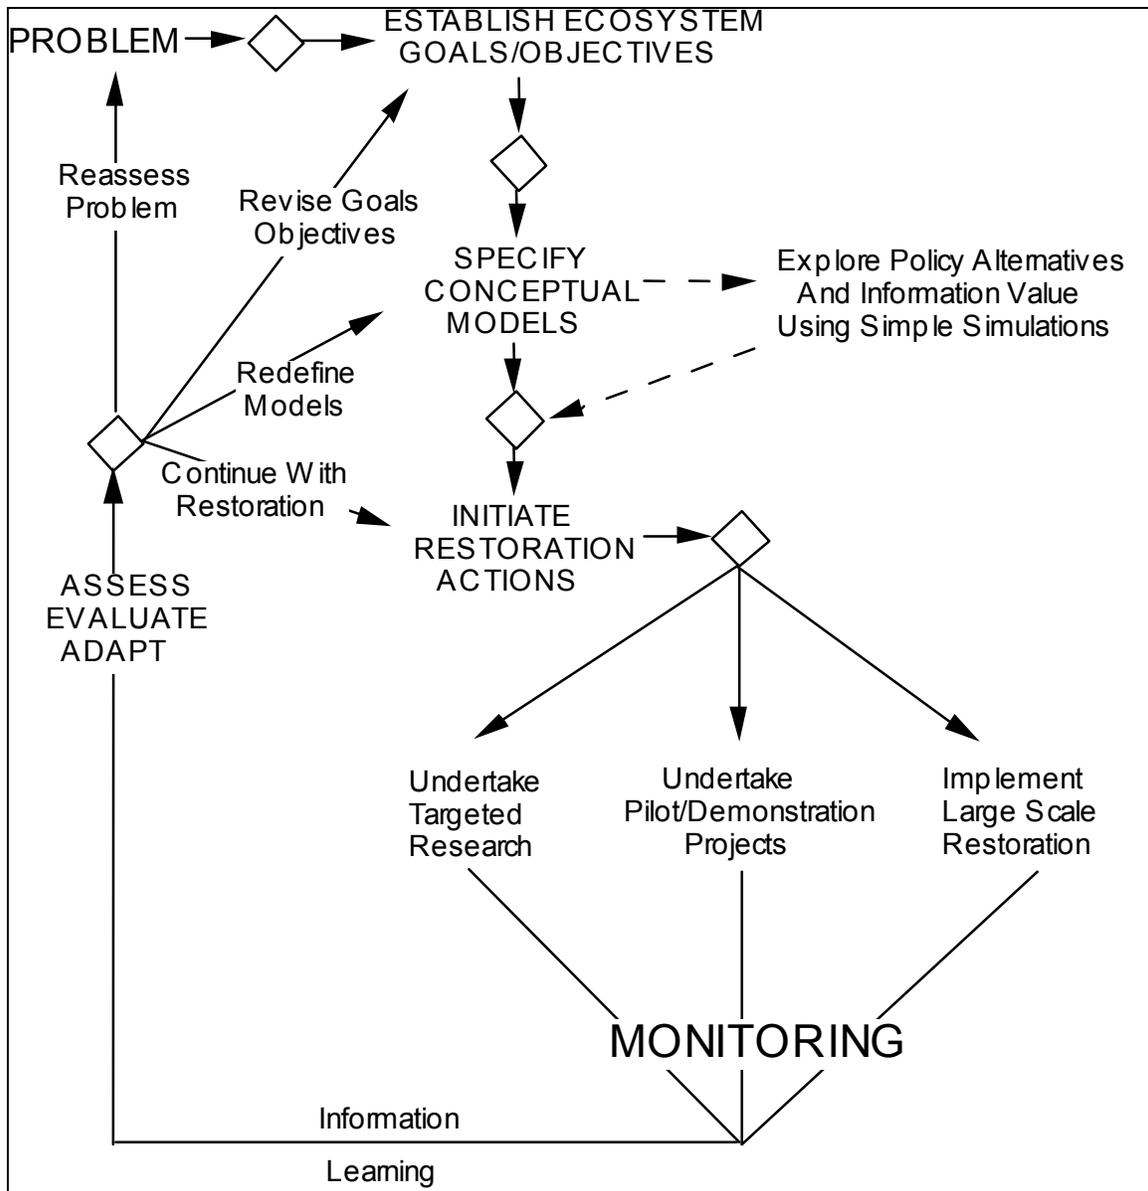 PROBLEM
ESTABLISH ECOSYSTEM
GOALS/OBJECTIVES
Reassess
Problem
Revise Goals
Objectives
SPECIFY
CONCEPTUAL
MODELS
Explore Policy Alternatives
And Information Value
Using Simple Simulations
Redefine
Models
Continue With
Restoration
INITIATE
RESTORATION
ACTIONS
ASSESS
EVALUATE
ADAPT
Undertake
Targeted
Research
Undertake
Pilot/Demonstration
Projects
Implement
Large Scale
Restoration
MONITORING
Information
Learning